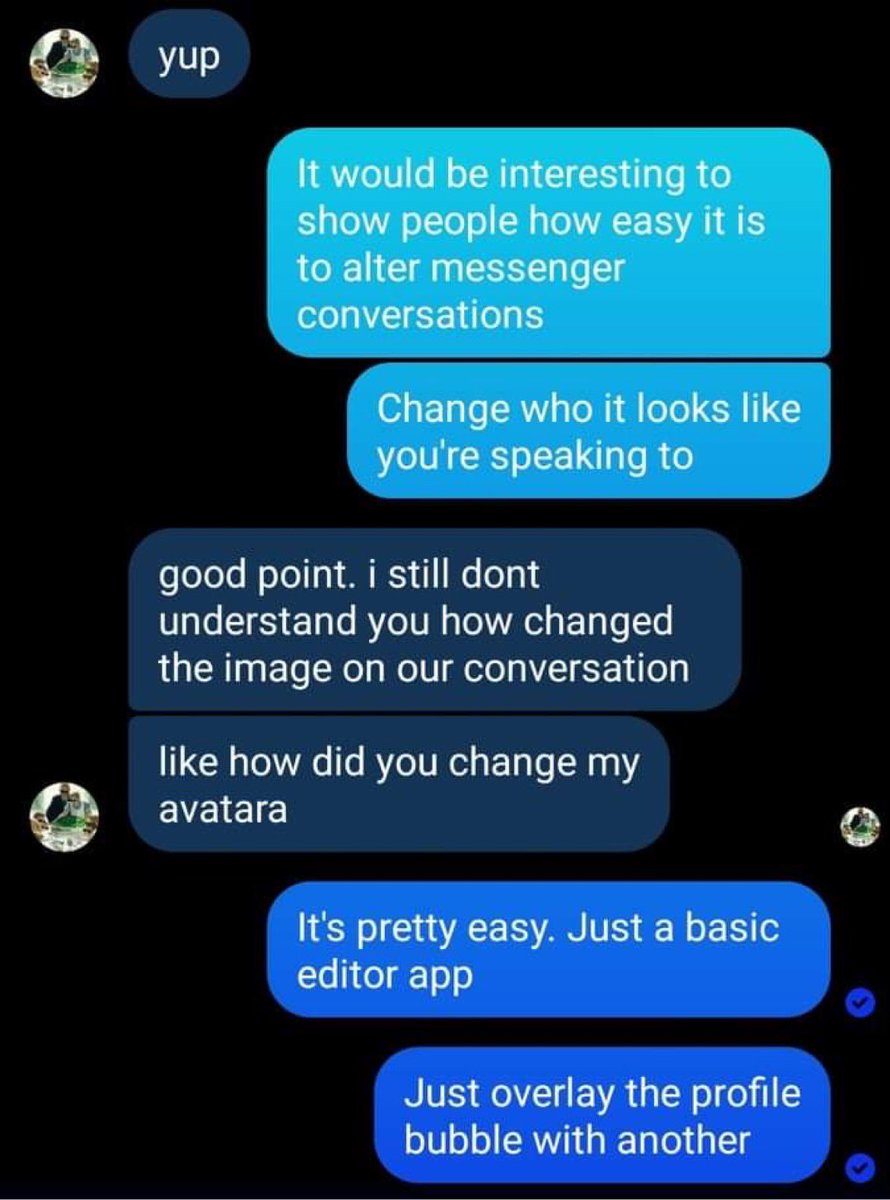 yup
It would be interesting to
show people how easy it is
to alter messenger
conversations
Change who it looks like
you're speaking to
good point. i still dont
understand you how changed
the image on our conversation
like how did you change my
avatara
It's pretty easy. Just a basic
editor app
Just overlay the profile
bubble with another